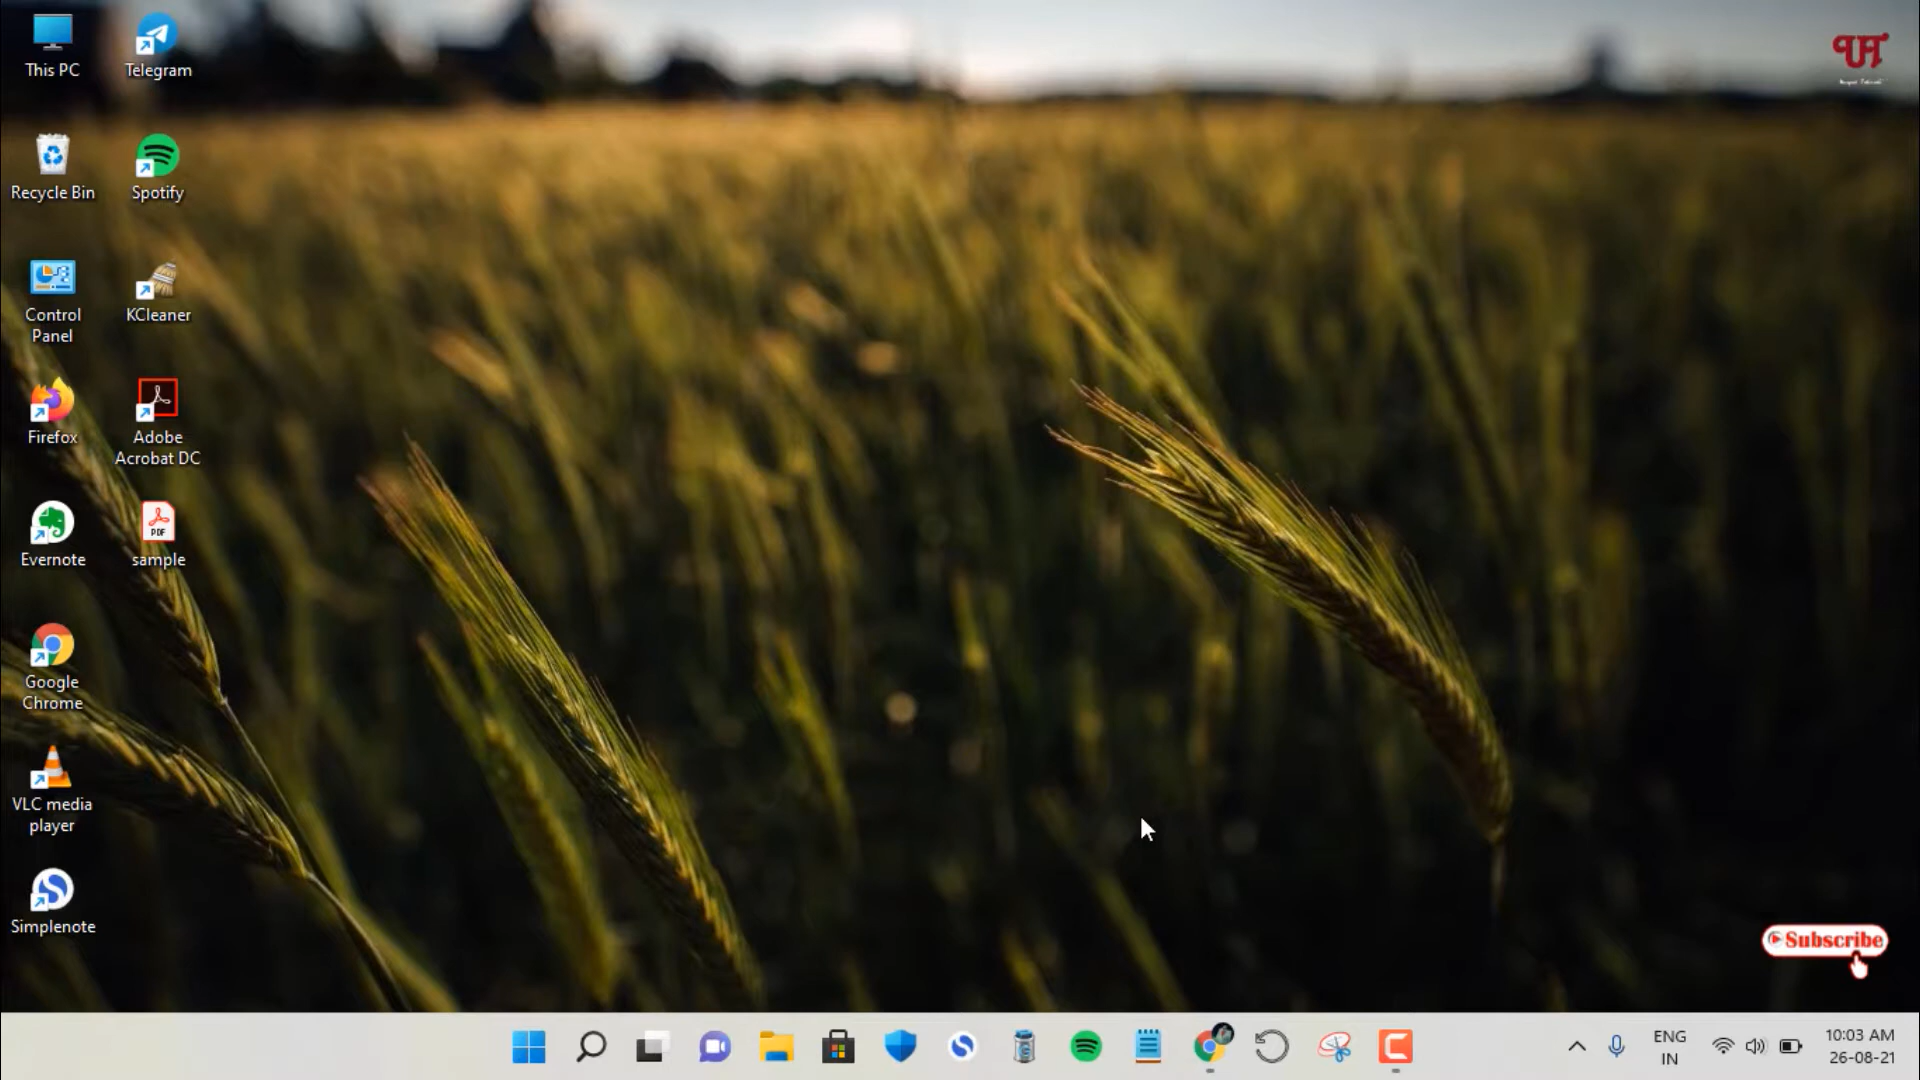 This PC
Telegram
Recycle Bin
Spotify
Control
Panel
KCleaner
Firefox
Adobe
Acrobat DC
Evernote
PDF
sample
Google
Chrome
VLC media
player
Simplenote
Subscribe
ENG
IN
10:03 AM
26-08-21